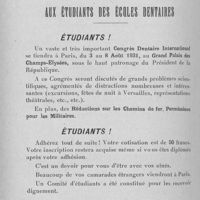 AUX ÉTUDIANTS DES ÉCOLES DENTAIRES
ÉTUDIANTS !
Un vaste et très important Congrès Dentaire International
se tiendra à Paris, du 3 au 8 Août 1931, au Grand Palais des
Champs-Elysées, sous le haut patronage du Président de la
République.
A ce Congrès seront discutés de grands problèmes scien-
tifiques, agrémentés de distractions nombreuses et intéres-
santes (excursions, fêtes de nuit à Versailles, représentations
théâtrales, etc., etc.).
En plus, des Réductions sur les Chemins de fer, Permissions
pour les Militaires.
ÉTUDIANTS !
Adhérez tout de suite! Votre cotisation est de 50 francs.
Votre inscription restera acquise même si vous êtes diplômés
après votre adhésion.
C'est un devoir pour vous d'être avec vos aînés.
Beaucoup de vos camarades étrangers viendront à Paris
Un Comité d'étudiants a été constitué pour les recevoir
dignement.